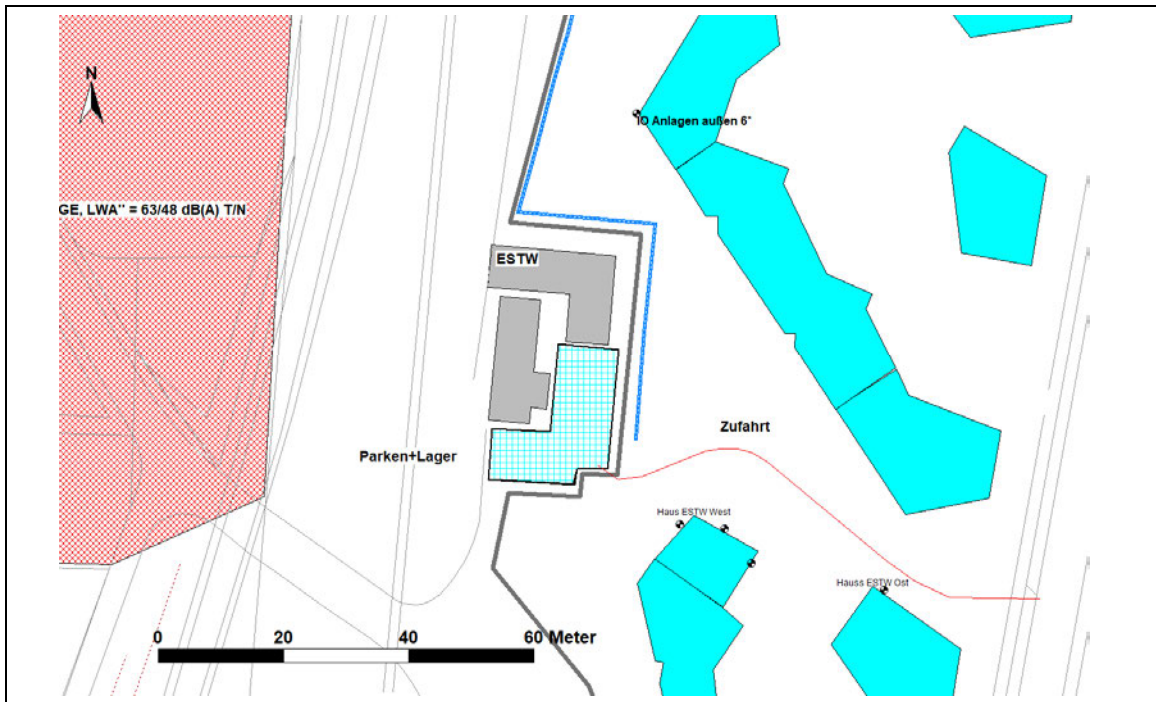 N
IO Anlagen außen 6"
GE, LWA" = 63/48 dB(A) T/N
ESTW
Zufahrt
Parken+Lager
Haus ESTW West
Hauss ESTW Ost
0 20 40 60 Meter